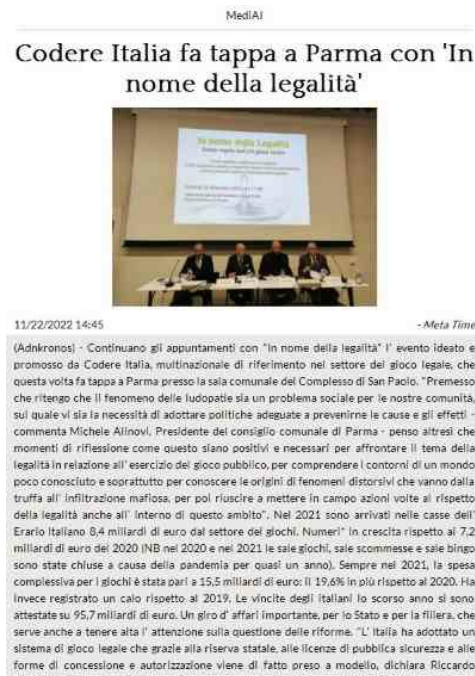 MediAI
Codere Italia fa tappa a Parma con 'In
nome della legalità'
In nome della Legalità
11/22/2022 14:45
- Meta Time
(Adnkronos) - Continuano gli appuntamenti con "In nome della legalità" l' evento ideato e
promosso da Codere Italia, multinazionale di riferimento nel settore del gioco legale, che
questa volta fa tappa a Parma presso la sala comunale del Complesso di San Paolo. "Premesso
che ritengo che il fenomeno delle ludopatie sia un problema sociale per le nostre comunità,
sul quale vi sia la necessità di adottare politiche adeguate a prevenirne le cause e gli effetti -
commenta Michele Alinovi, Presidente del consiglio comunale di Parma - penso altresì che
momenti di riflessione come questo siano positivi e necessari per affrontare il tema della
legalità in relazione all' esercizio del gioco pubblico, per comprendere i contorni di un mondo
poco conosciuto e soprattutto per conoscere le origini di fenomeni distorsivi che vanno dalla
truffa all' infiltrazione mafiosa, per poi riuscire a mettere in campo azioni volte al rispetto
della legalità anche all' interno di questo ambito". Nel 2021 sono arrivati nelle casse dell'
Erario Italiano 8,4 miliardi di euro dal settore dei giochi. Numeri* in crescita rispetto ai 7,2
miliardi di euro del 2020 (NB nel 2020 e nel 2021 le sale giochi, sale scommesse e sale bingo
sono state chiuse a causa della pandemia per quasi un anno). Sempre nel 2021, la spesa
complessiva per i giochi è stata pari a 15,5 miliardi di euro: il 19,6% in più rispetto al 2020. Ha
invece registrato un calo rispetto al 2019. Le vincite degli italiani lo scorso anno si sono
attestate su 95,7 miliardi di euro. Un giro d' affari importante, per lo Stato e per la filiera, che
serve anche a tenere alta l' attenzione sulla questione delle riforme. "L' Italia ha adottato un
sistema di gioco legale che grazie alla riserva statale, alle licenze di pubblica sicurezza e alle
forme di concessione e autorizzazione viene di fatto preso a modello, dichiara Riccardo